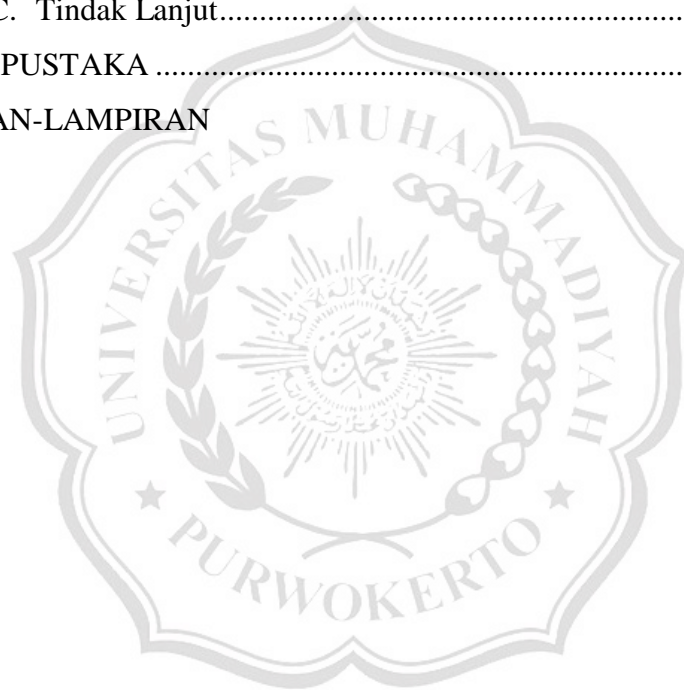 C. Tindak Lanjut.................................................................
PUSTAKA .........................................................................
AN-LAMPIRAN
UNIVERSITAS MUHAMMADIYAH
PURWOKERTO